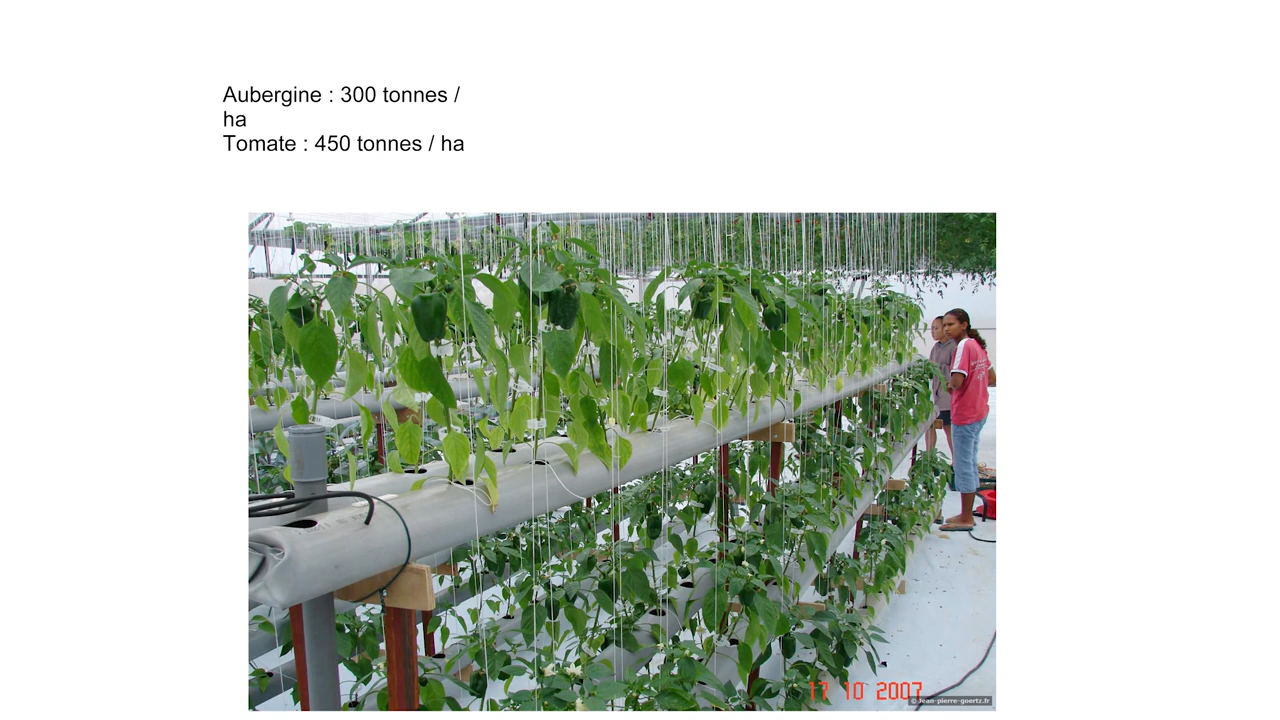 Aubergine : 300 tonnes /
ha
Tomate : 450 tonnes / ha
17 10 2007
© Jean-pierre-goertz.fr